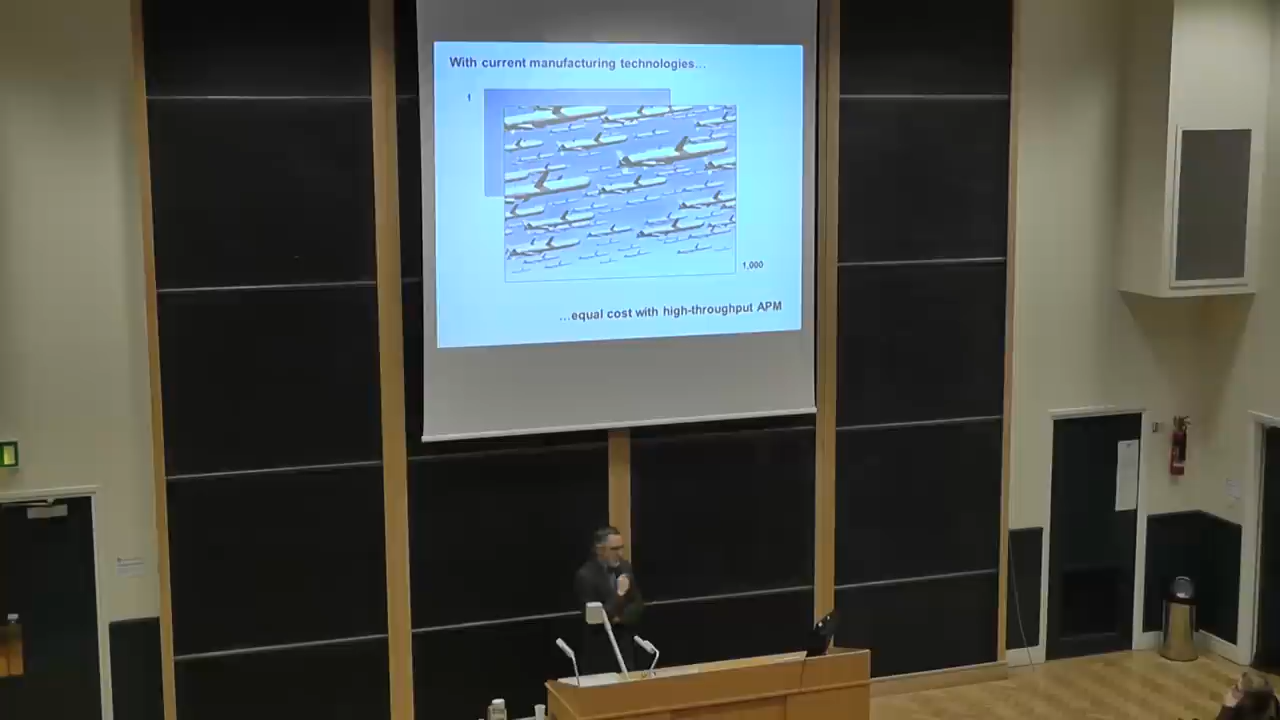 With current manufacturing technologies…
1
1,000
…equal cost with high-throughput APM